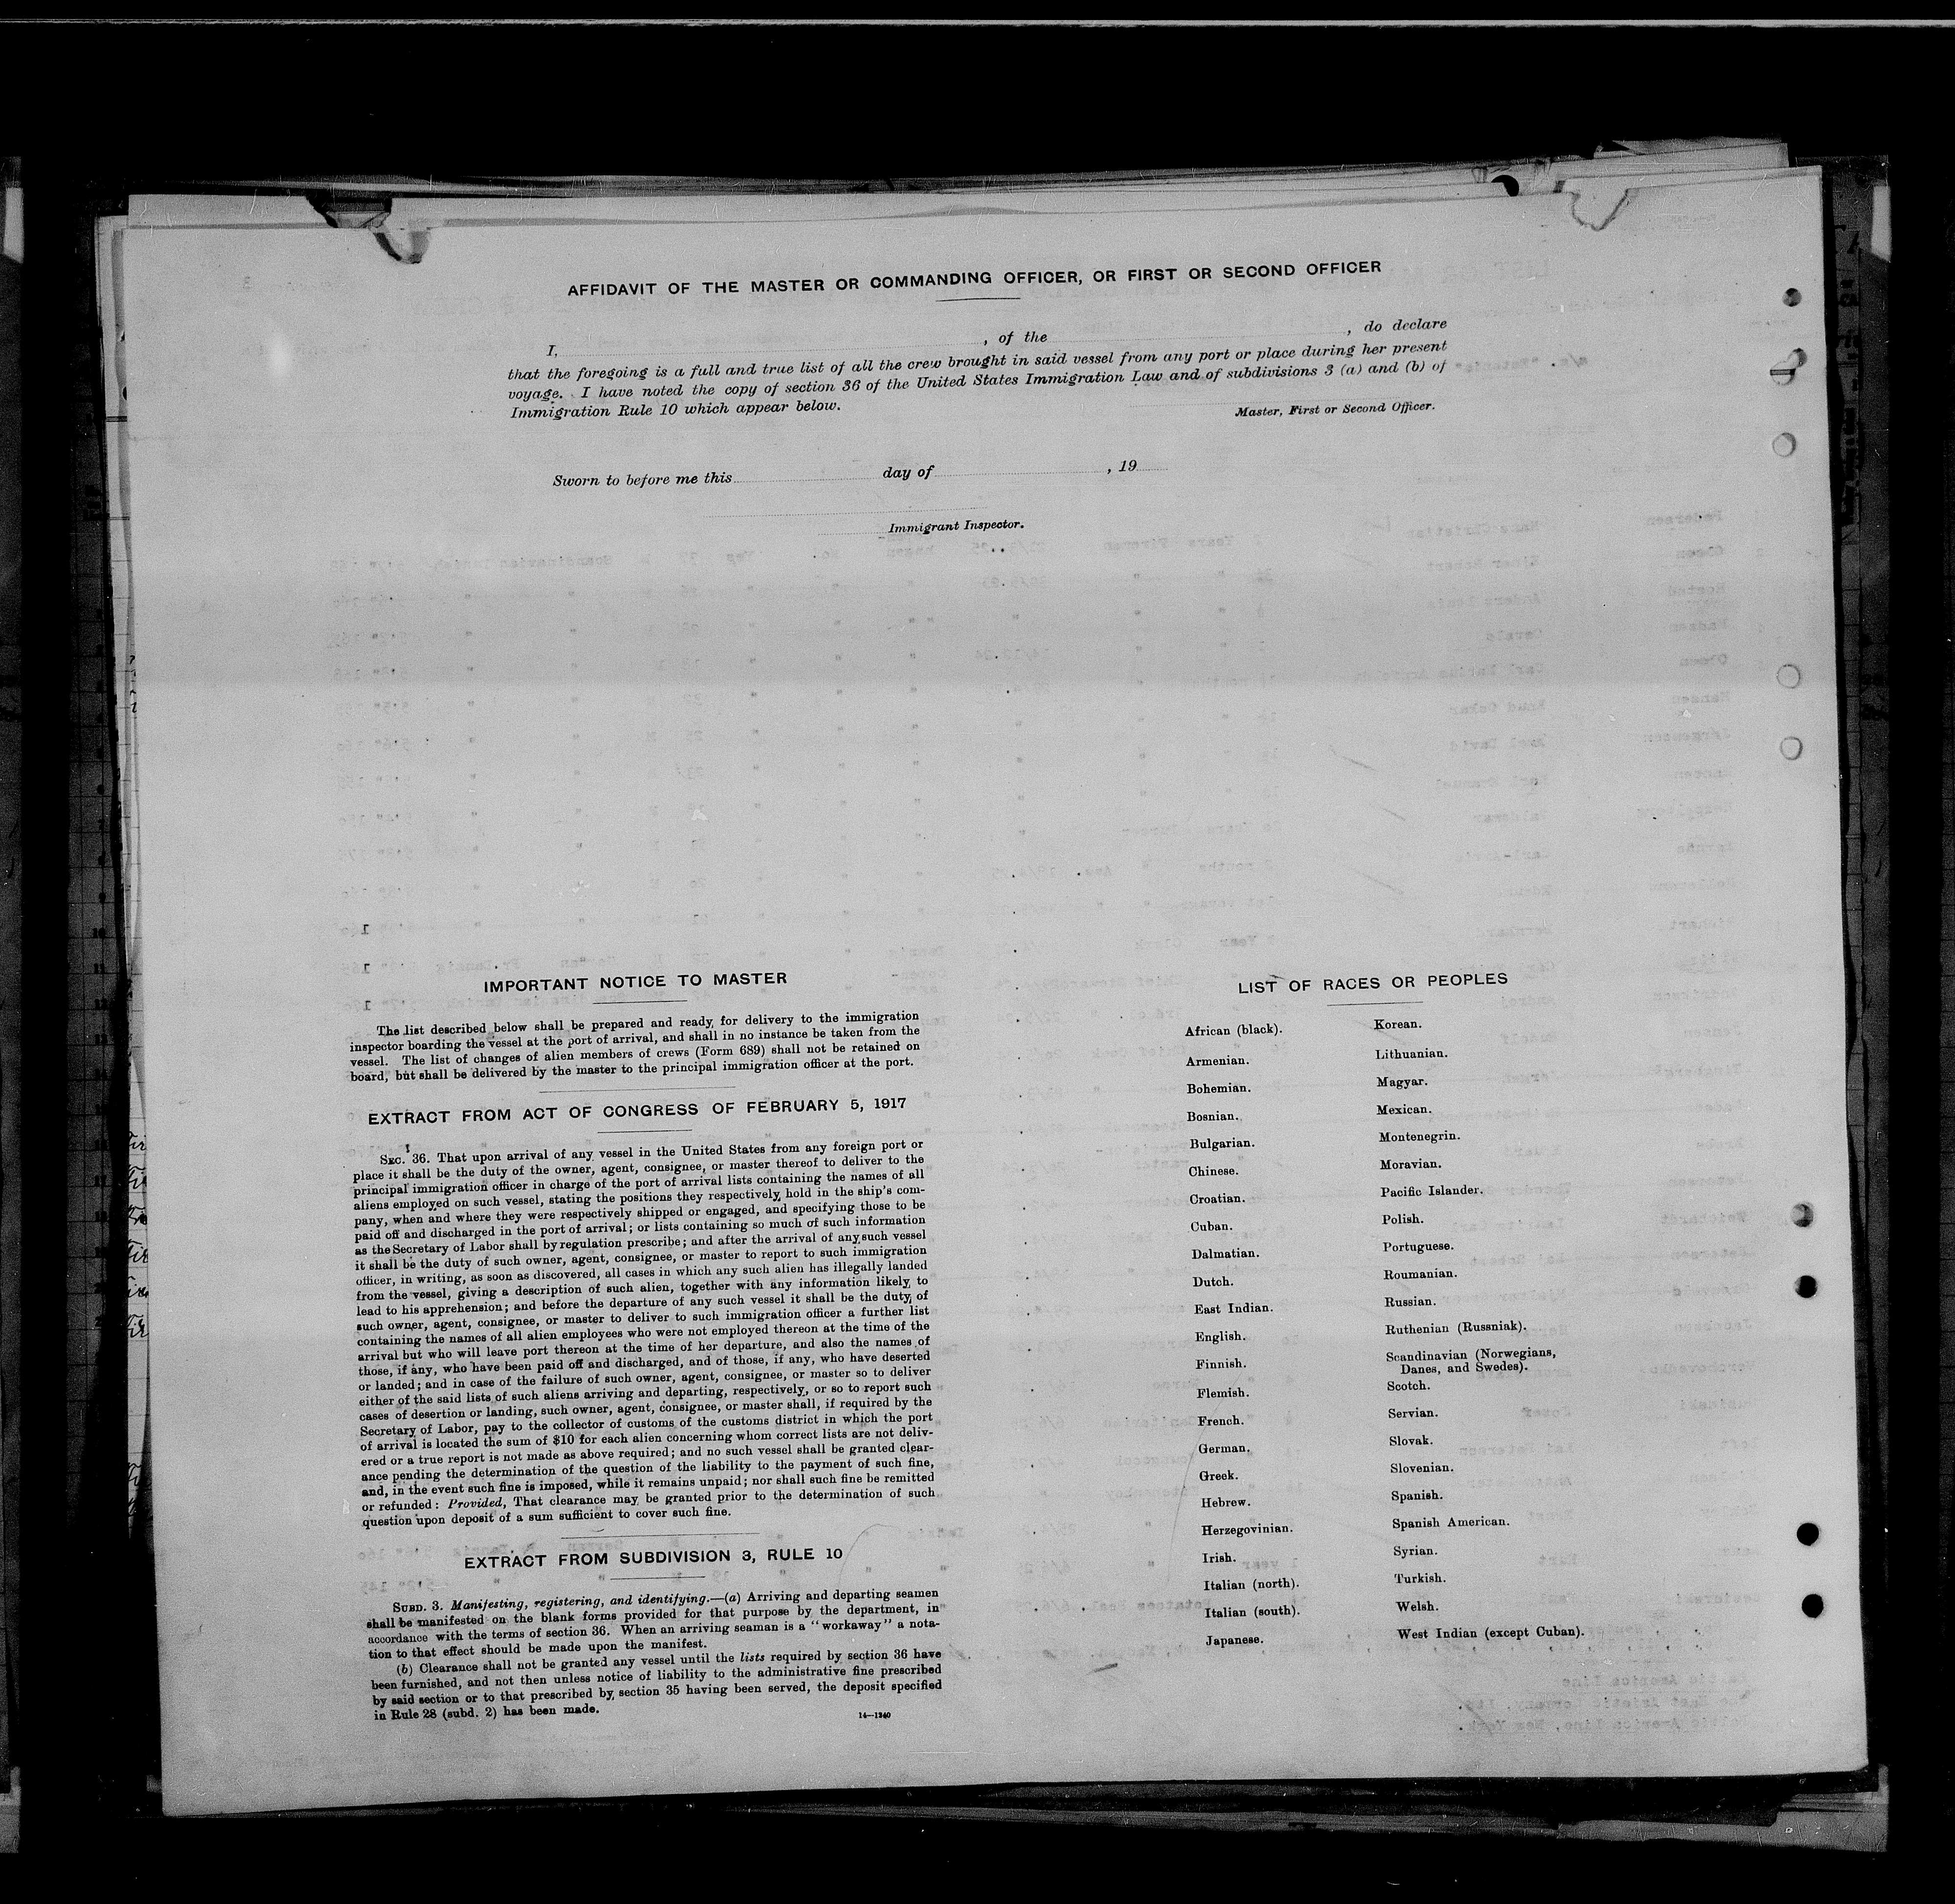 AFFIDAVIT OF THE MASTER OR COMMANDING OFFICER, OR FIRST OR SECOND OFFICER
I, , of the , do declare
that the foregoing is a full and true list of all the crew brought in said vessel from any port or place during her present
voyage. I have noted the copy of section 36 of the United States Immigration Law and of subdivisions 3 (a) and (b) of
Immigration Rule 10 which appear below.
Master, First or Second Officer.
Sworn to before me this day of , 19
Immigrant Inspector.
IMPORTANT NOTICE TO MASTER
The list described below shall be prepared and ready for delivery to the immigration
inspector boarding the vessel at the port of arrival, and shall in no instance be taken from the
vessel. The list of changes of alien members of crews (Form 689) shall not be retained on
board, but shall be delivered by the master to the principal immigration officer at the port.
EXTRACT FROM ACT OF CONGRESS OF FEBRUARY 5, 1917
SEC. 36. That upon arrival of any vessel in the United States from any foreign port or
place it shall be the duty of the owner, agent, consignee, or master thereof to deliver to the
principal immigration officer in charge of the port of arrival lists containing the names of all
aliens employed on such vessel, stating the positions they respectively hold in the ship's com-
pany, when and where they were respectively shipped or engaged, and specifying those to be
paid off and discharged in the port of arrival; or lists containing so much of such information
as the Secretary of Labor shall by regulation prescribe; and after the arrival of any such vessel
it shall be the duty of such owner, agent, consignee, or master to report to such immigration
officer, in writing, as soon as discovered, all cases in which any such alien has illegally landed
from the vessel, giving a description of such alien, together with any information likely to
lead to his apprehension; and before the departure of any such vessel it shall be the duty of
such owner, agent, consignee, or master to deliver to such immigration officer a further list
containing the names of all alien employees who were not employed thereon at the time of the
arrival but who will leave port thereon at the time of her departure, and also the names of
those, if any, who have been paid off and discharged, and of those, if any, who have deserted
or landed; and in case of the failure of such owner, agent, consignee, or master so to deliver
either of the said lists of such aliens arriving and departing, respectively, or so to report such
cases of desertion or landing, such owner, agent, consignee, or master shall, if required by the
Secretary of Labor, pay to the collector of customs of the customs district in which the port
of arrival is located the sum of $10 for each alien concerning whom correct lists are not deliv-
ered or a true report is not made as above required; and no such vessel shall be granted clear-
ance pending the determination of the question of the liability to the payment of such fine,
and, in the event such fine is imposed, while it remains unpaid; nor shall such fine be remitted
or refunded: Provided, That clearance may be granted prior to the determination of such
question upon deposit of a sum sufficient to cover such fine.
EXTRACT FROM SUBDIVISION 3, RULE 10
SUBD. 3. Manifesting, registering, and identifying.—(a) Arriving and departing seamen
shall be manifested on the blank forms provided for that purpose by the department, in
accordance with the terms of section 36. When an arriving seaman is a "workaway" a nota-
tion to that effect should be made upon the manifest.
(b) Clearance shall not be granted any vessel until the lists required by section 36 have
been furnished, and not then unless notice of liability to the administrative fine prescribed
by said section or to that prescribed by section 35 having been served, the deposit specified
in Rule 28 (subd. 2) has been made.
14—1240
LIST OF RACES OR PEOPLES
African (black).
Armenian.
Bohemian.
Bosnian.
Bulgarian.
Chinese.
Croatian.
Cuban.
Dalmatian.
Dutch.
East Indian.
English.
Finnish.
Flemish.
French.
German.
Greek.
Hebrew.
Herzegovinian.
Irish.
Italian (north).
Italian (south).
Japanese.
Korean.
Lithuanian.
Magyar.
Mexican.
Montenegrin.
Moravian.
Pacific Islander.
Polish.
Portuguese.
Roumanian.
Russian.
Ruthenian (Russniak).
Scandinavian (Norwegians,
Danes, and Swedes).
Scotch.
Servian.
Slovak.
Slovenian.
Spanish.
Spanish American.
Syrian.
Turkish.
Welsh.
West Indian (except Cuban).